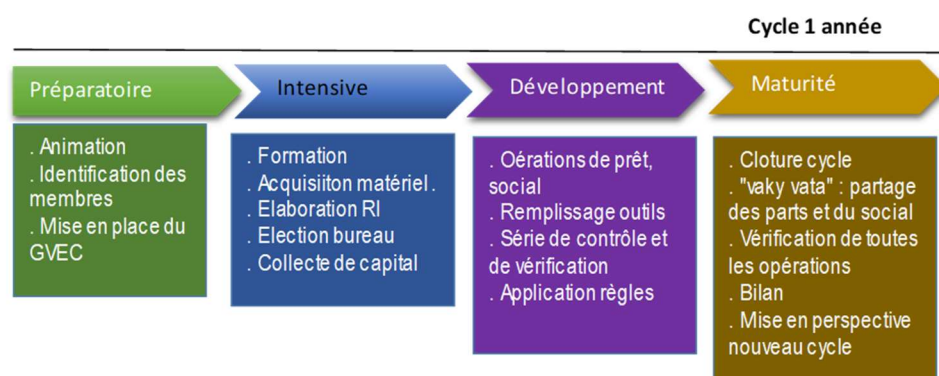 Cycle 1 année
Préparatoire
. Animation
. Identification des
membres
. Mise en place du
GVEC
Intensive
. Formation
. Acquisiiton matériel .
. Elaboration RI
. Election bureau
. Collecte de capital
Développement
. Oérations de prêt,
social
. Remplissage outils
. Série de contrôle et
de vérification
. Application règles
Maturité
. Cloture cycle
. "vaky vata" : partage
des parts et du social
. Vérification de toutes
les opérations
. Bilan
. Mise en perspective
nouveau cycle